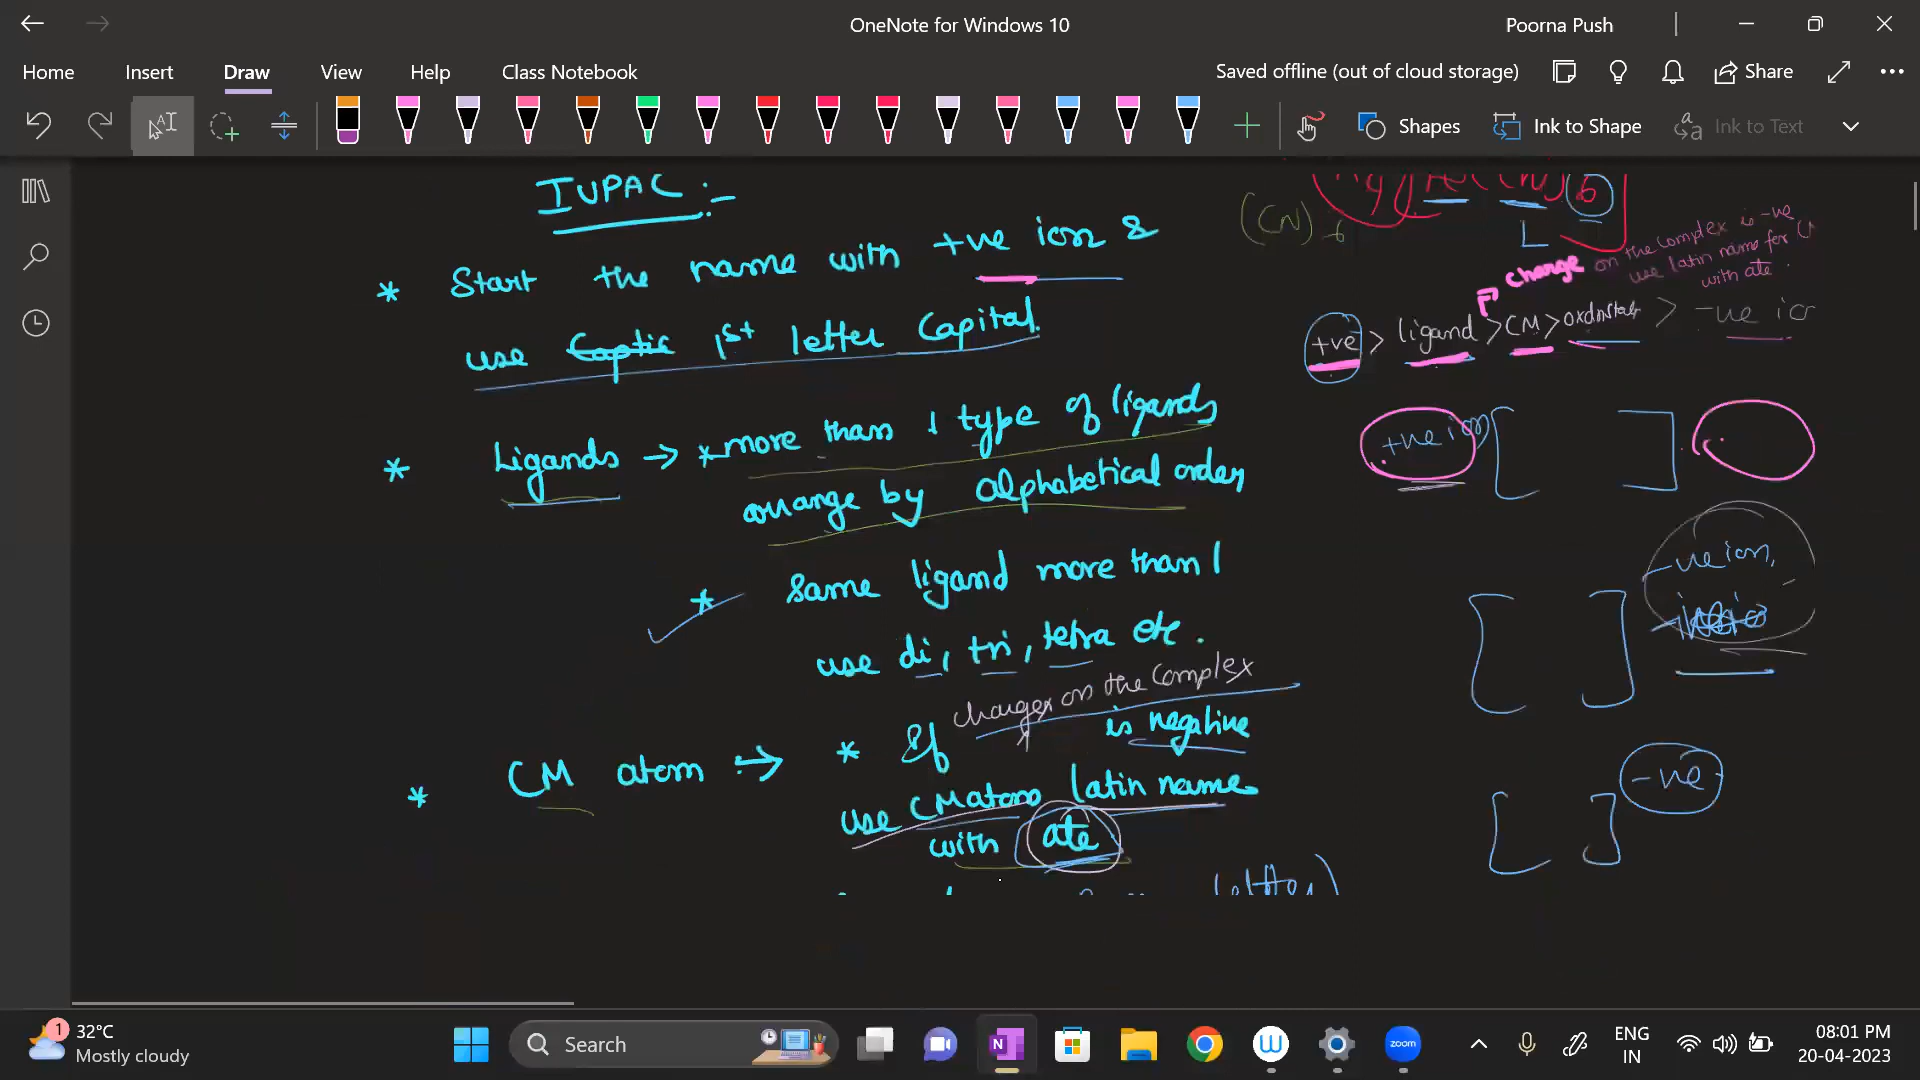 OneNote for Windows 10
Poorna Push
Home Insert Draw View Help Class Notebook
Saved offline (out of cloud storage)
Share
Shapes
Ink to Shape
Ink to Text
IUPAC :-
* Start the name with +ve ion &
use 1st letter Capital.
* Ligands → * more than 1 type of ligands
arrange by alphabetical order
* Same ligand more than 1
use di, tri, tetra etc.
* CM atom → * If charge on the complex
is negative
use CM atoms latin name
with ate
(CN) 6
L
change on the complex is -ve
use latin name for
with ate
+ve > ligand > CM > oxdnstate > -ve ion
+ve ion [ ]
[ ] -ve ion,
[ ] -ve
1
32°C
Mostly cloudy
Search
zoom
ENG
IN
08:01 PM
20-04-2023